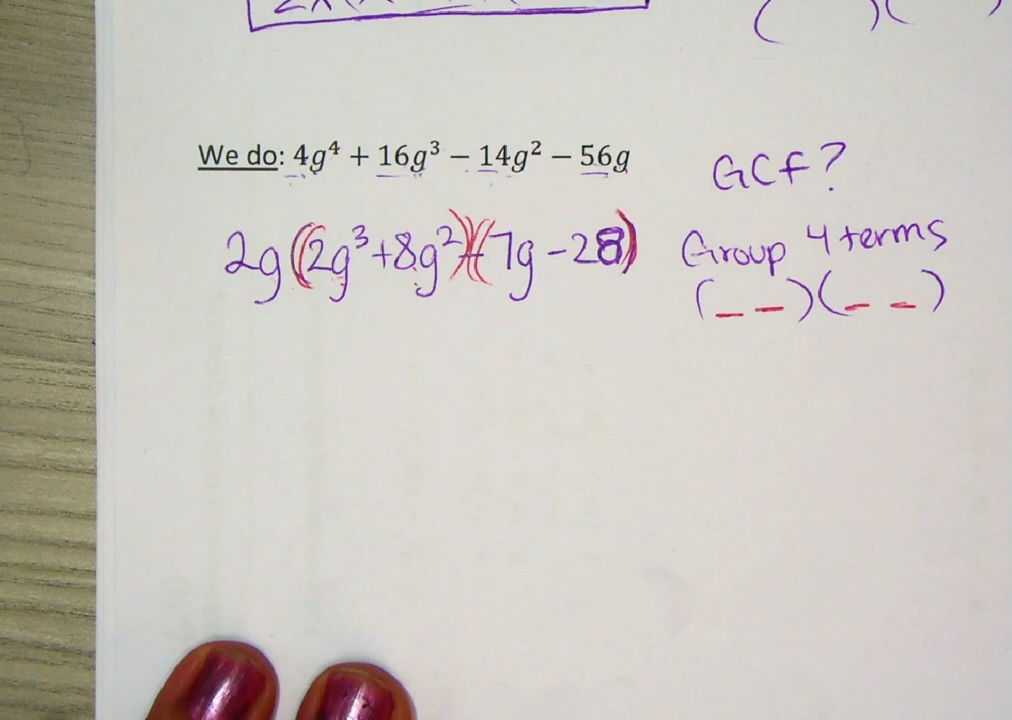 We do: 4g⁴ + 16g³ − 14g² − 56g
GCF?
2g((2g³+8g²)+(-7g-28)
Group 4 terms
(_ _)(_ _)